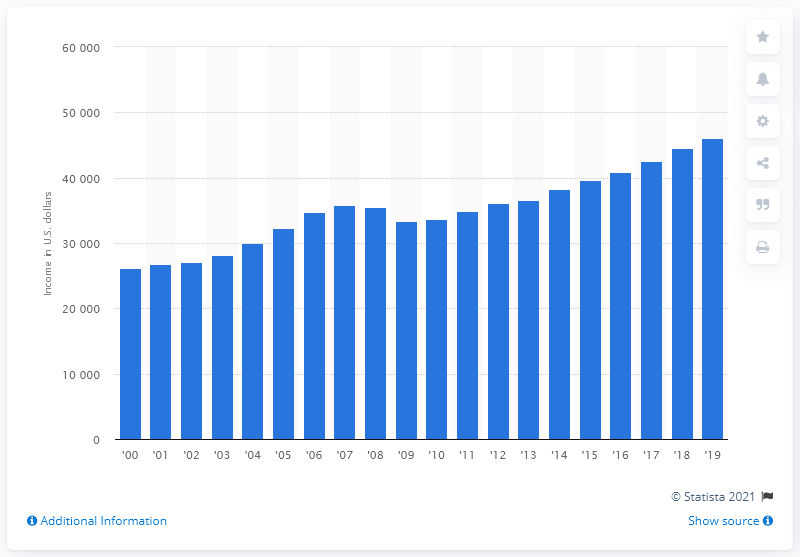 60 000
50 000
40 000
30 000
20 000
10 000
0
Income in U.S. dollars
'00 '01 '02 '03 '04 '05 '06 '07 '08 '09 '10 '11 '12 '13 '14 '15 '16 '17 '18 '19
© Statista 2021
Additional Information
Show source